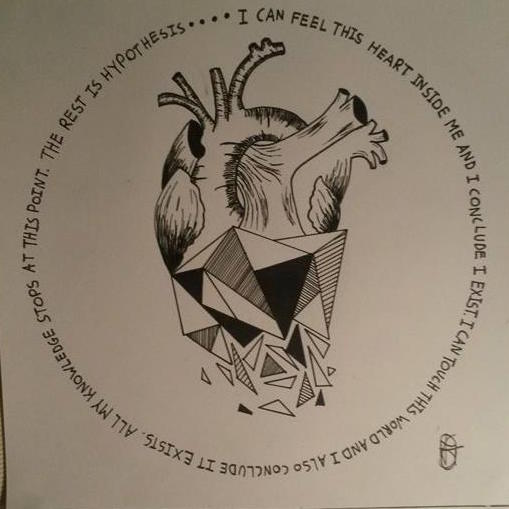 I CAN FEEL THIS HEART INSIDE ME AND I CONCLUDE I EXIST. I CAN TOUCH THIS WORLD AND I ALSO CONCLUDE IT EXISTS. ALL MY KNOWLEDGE STOPS AT THIS POINT. THE REST IS HYPOTHESIS....